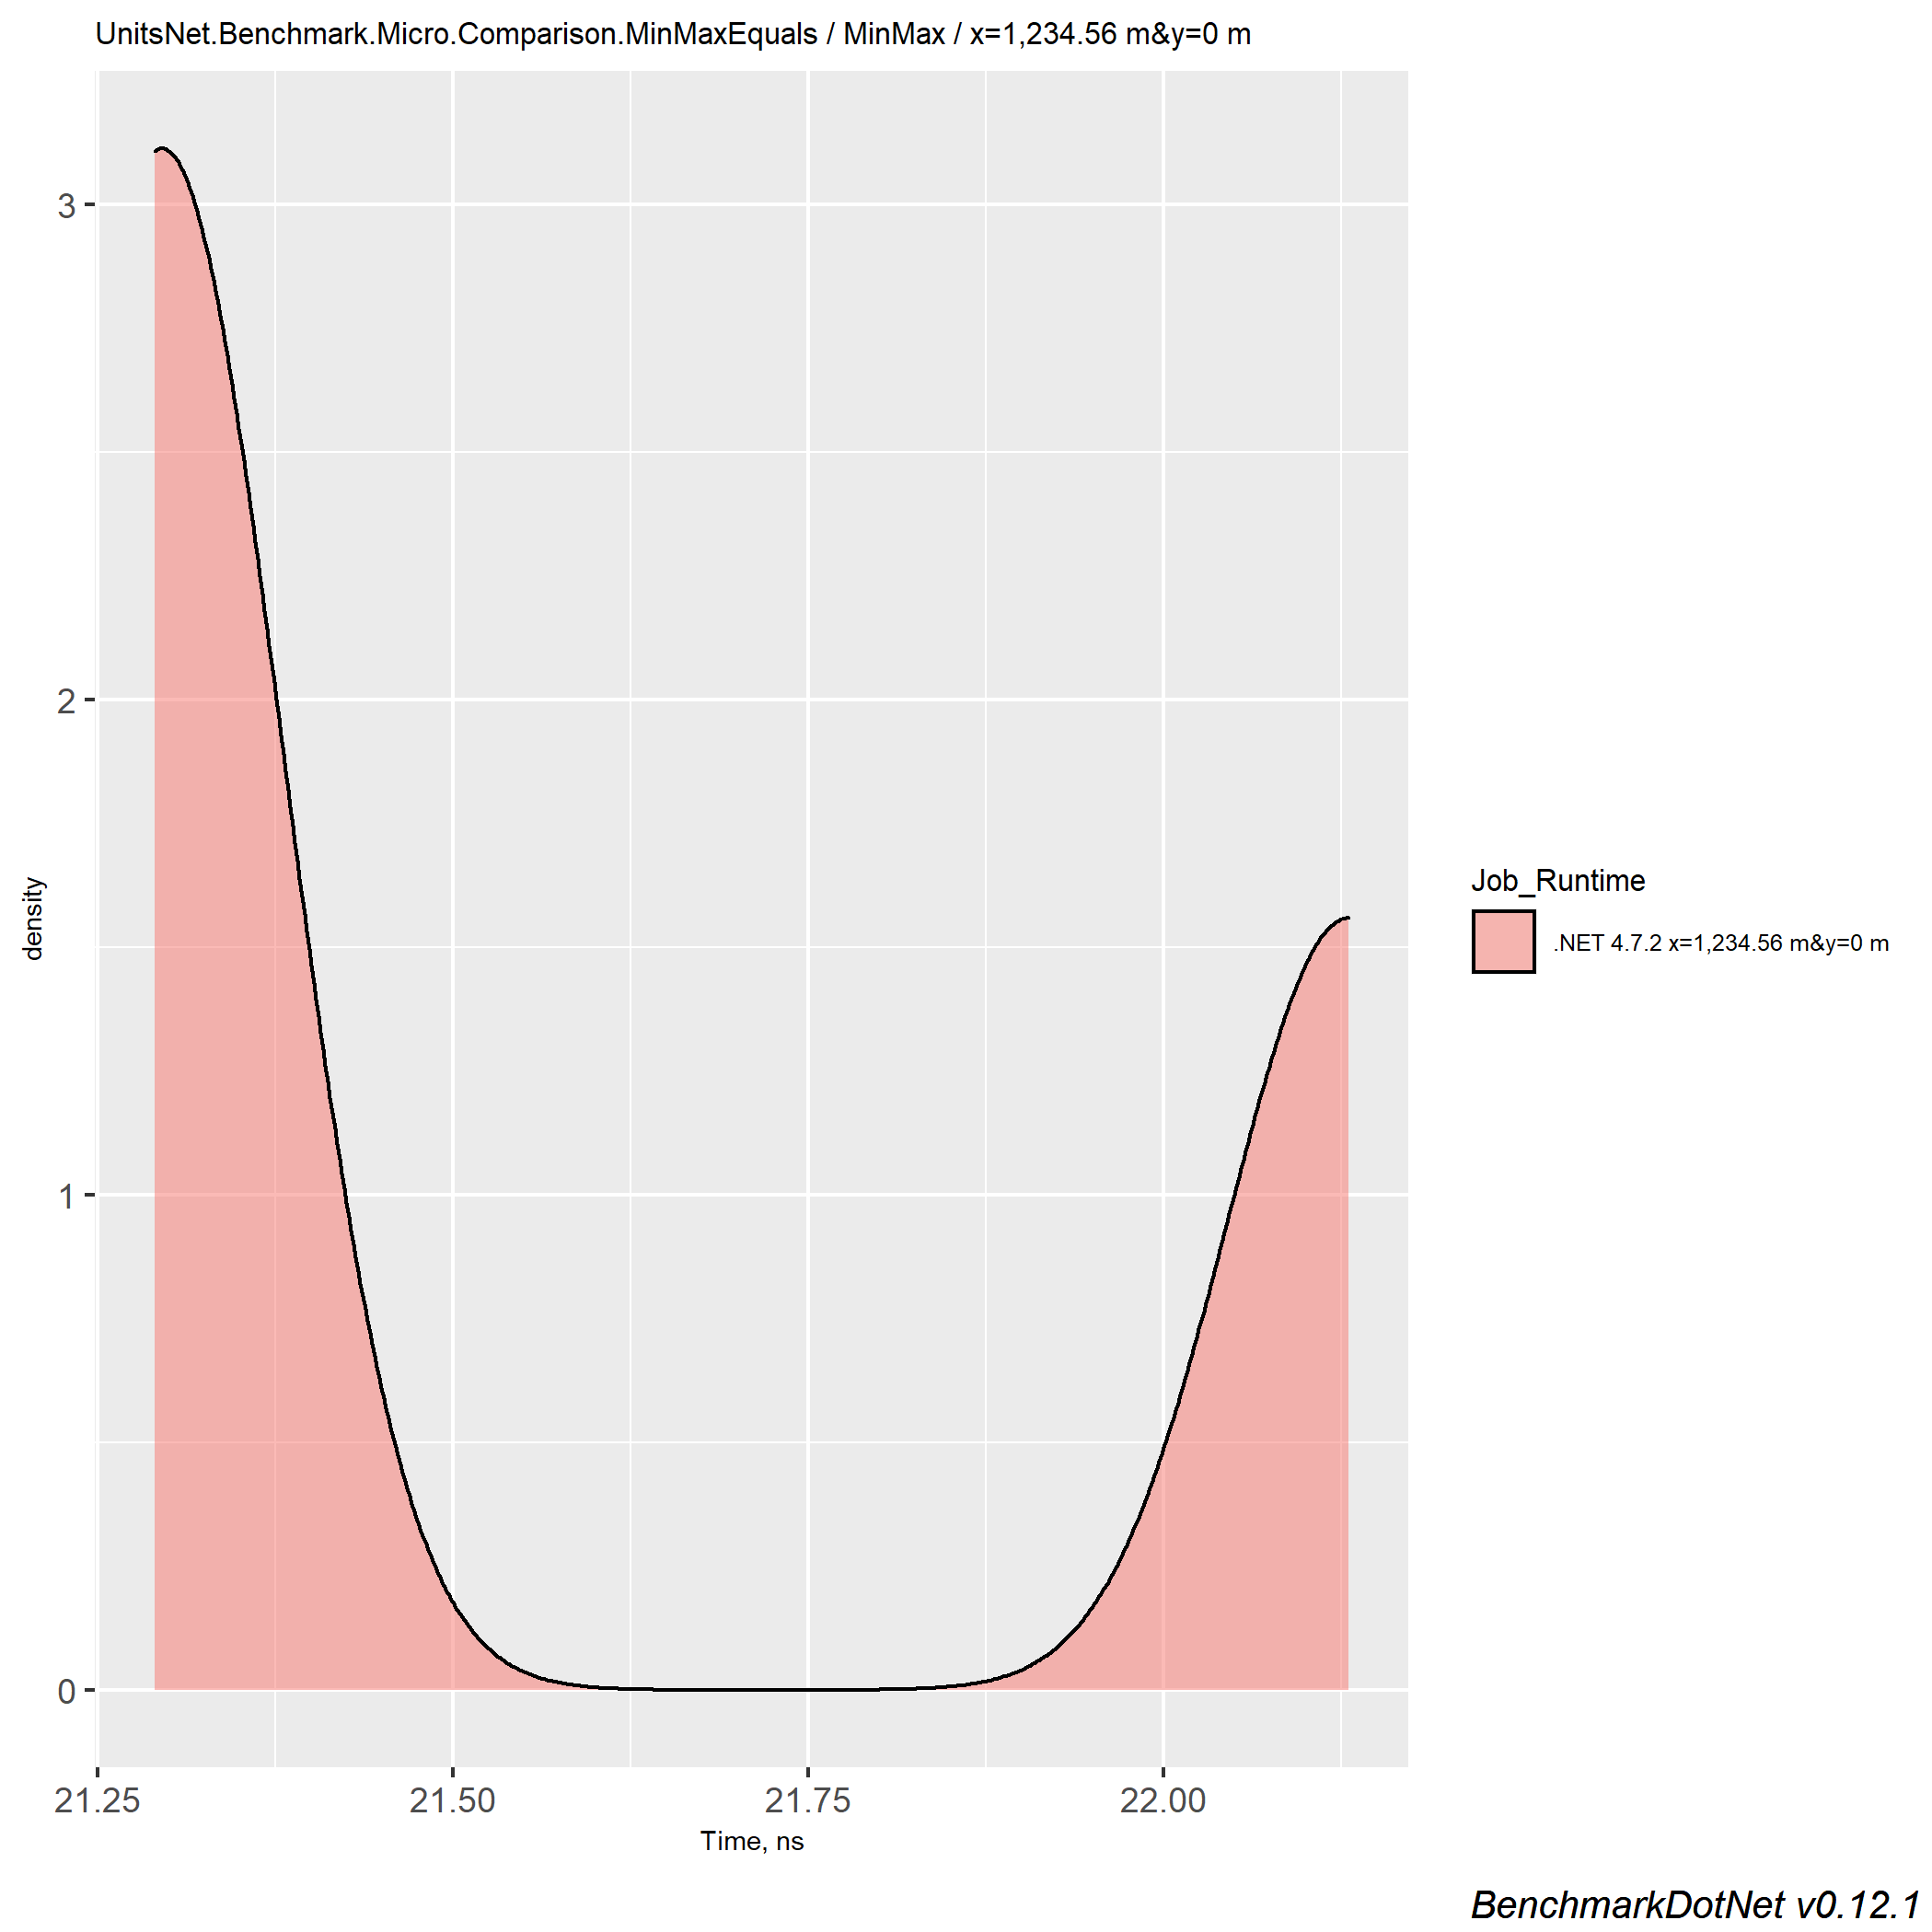 UnitsNet.Benchmark.Micro.Comparison.MinMaxEquals / MinMax / x=1,234.56 m&y=0 m
3
2
1
0
density
21.25 21.50 21.75 22.00
Time, ns
Job_Runtime
.NET 4.7.2 x=1,234.56 m&y=0 m
BenchmarkDotNet v0.12.1